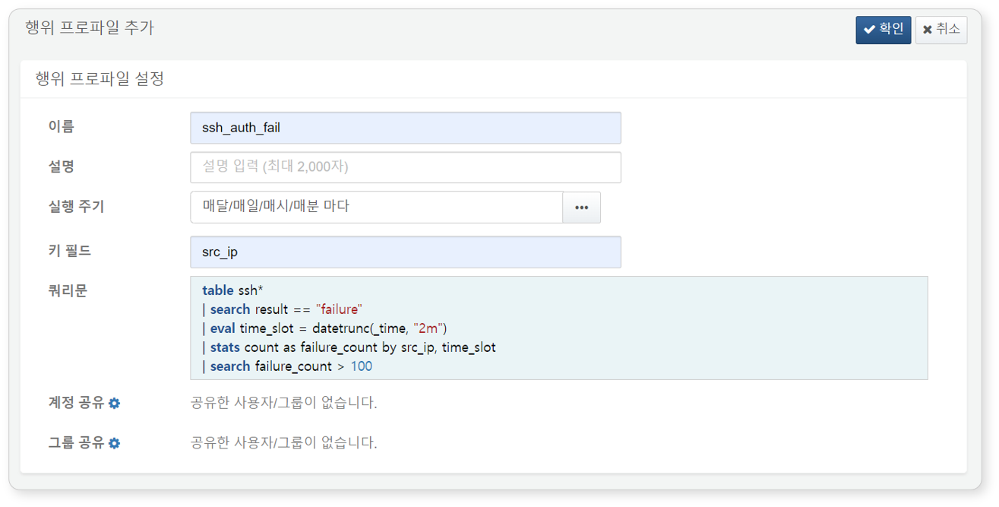 행위 프로파일 추가
확인
취소
행위 프로파일 설정
이름
ssh_auth_fail
설명
설명 입력 (최대 2,000자)
실행 주기
매달/매일/매시/매분 마다
키 필드
src_ip
쿼리문
table ssh*
| search result == "failure"
| eval time_slot = datetrunc(_time, "2m")
| stats count as failure_count by src_ip, time_slot
| search failure_count > 100
계정 공유
공유한 사용자/그룹이 없습니다.
그룹 공유
공유한 사용자/그룹이 없습니다.